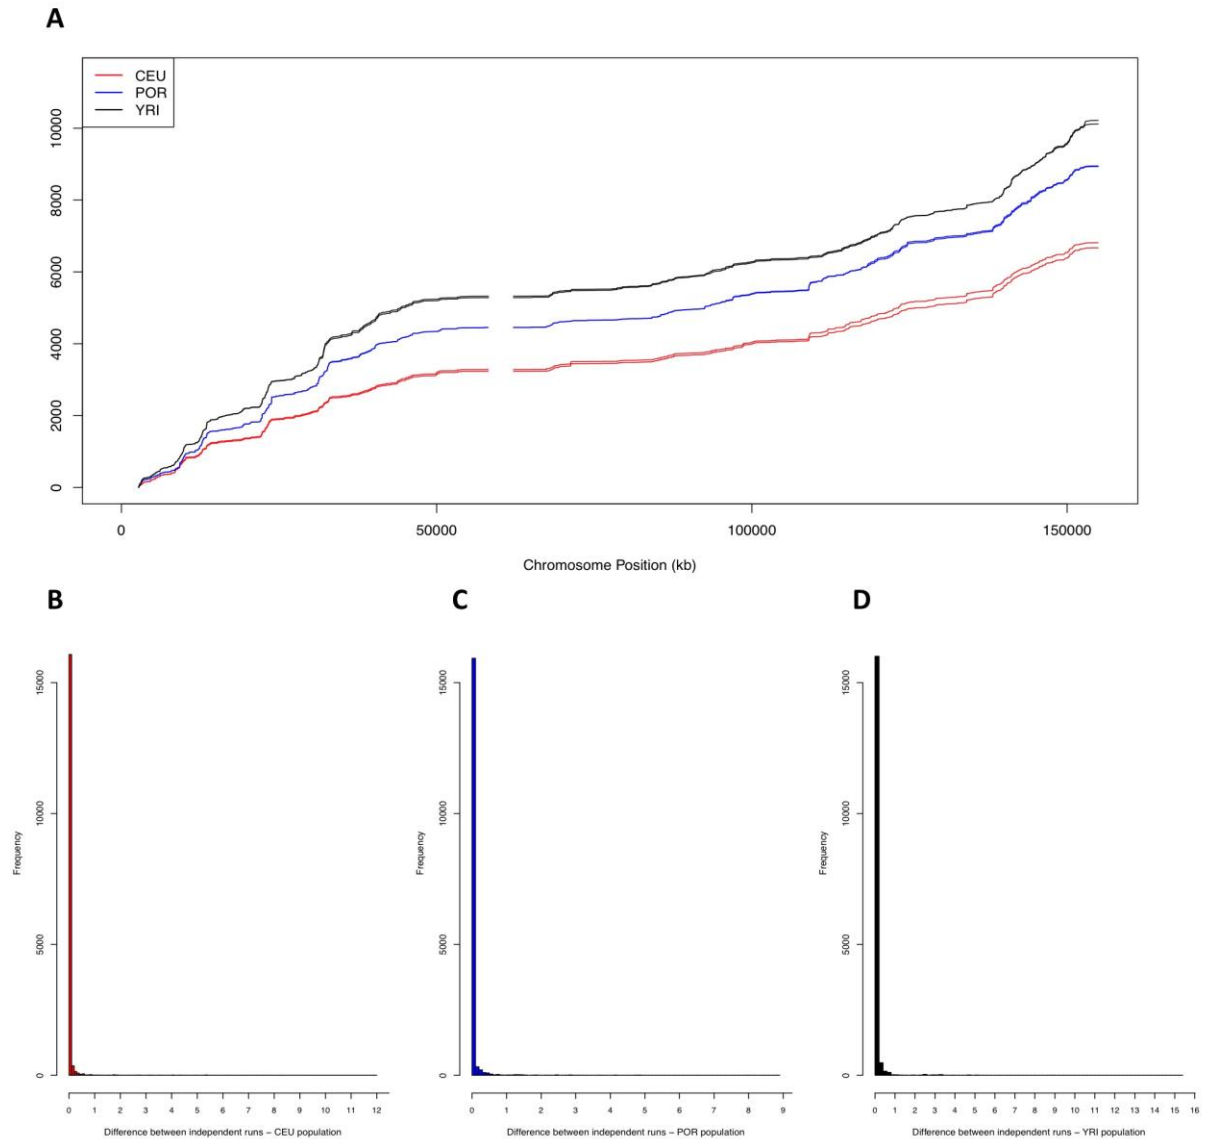 A
CEU
POR
YRI
10000
8000
6000
4000
2000
0
0 50000 100000 150000
Chromosome Position (kb)
B
15000
10000
5000
0
Frequency
0 1 2 3 4 5 6 7 8 9 10 11 12
Difference between independent runs – CEU population
C
15000
10000
5000
0
Frequency
0 1 2 3 4 5 6 7 8 9
Difference between independent runs – POR population
D
15000
10000
5000
0
Frequency
0 1 2 3 4 5 6 7 8 9 10 11 12 13 14 15 16
Difference between independent runs – YRI population